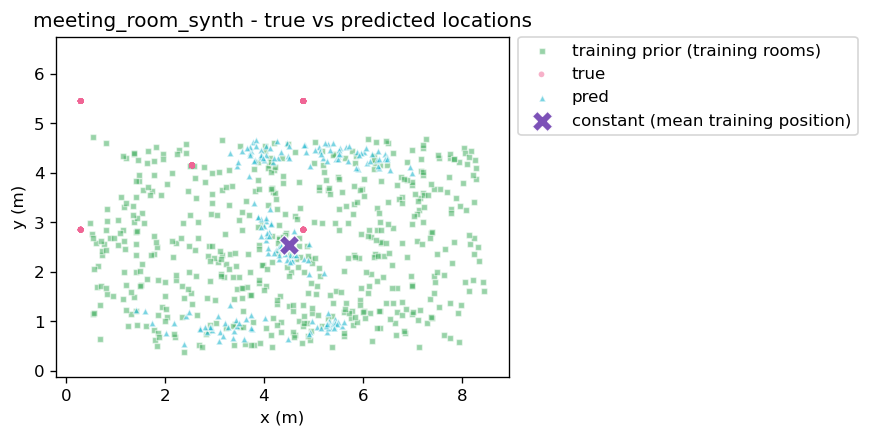 meeting_room_synth - true vs predicted locations
training prior (training rooms)
true
pred
constant (mean training position)
6
5
4
3
2
1
0
y (m)
0 2 4 6 8
x (m)